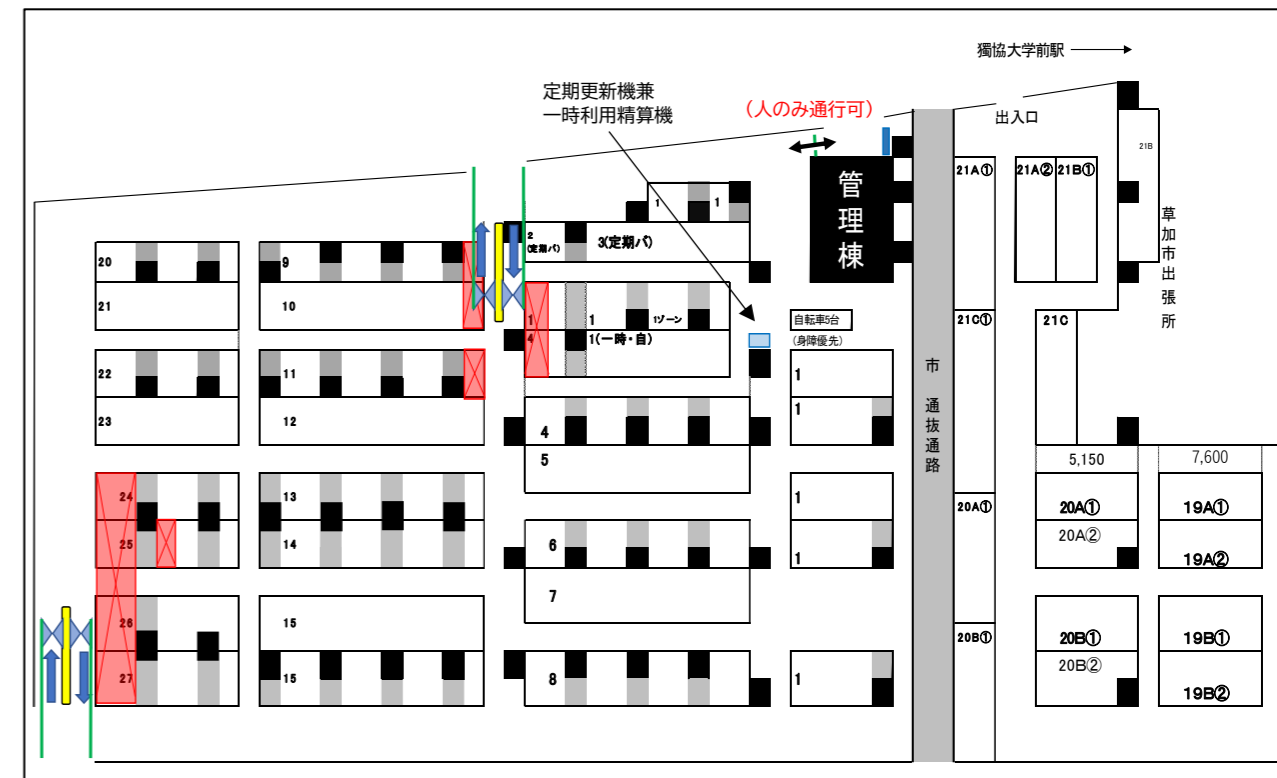 獨協大学前駅
定期更新機兼
一時利用精算機
（人のみ通行可）
出入口
21B
管理棟
21A①
21A②
21B①
草加市出張所
1
1
2
(定期バ)
3(定期バ)
20
9
21
10
1
1
1ゾーン
4
1(一時・自)
自転車5台
(身障優先)
21C①
21C
市 通抜通路
22
11
1
23
12
4
1
5
5,150
7,600
24
13
1
20A①
20A①
19A①
25
14
6
1
20A②
19A②
7
26
15
20B①
20B①
19B①
27
15
8
1
20B②
19B②